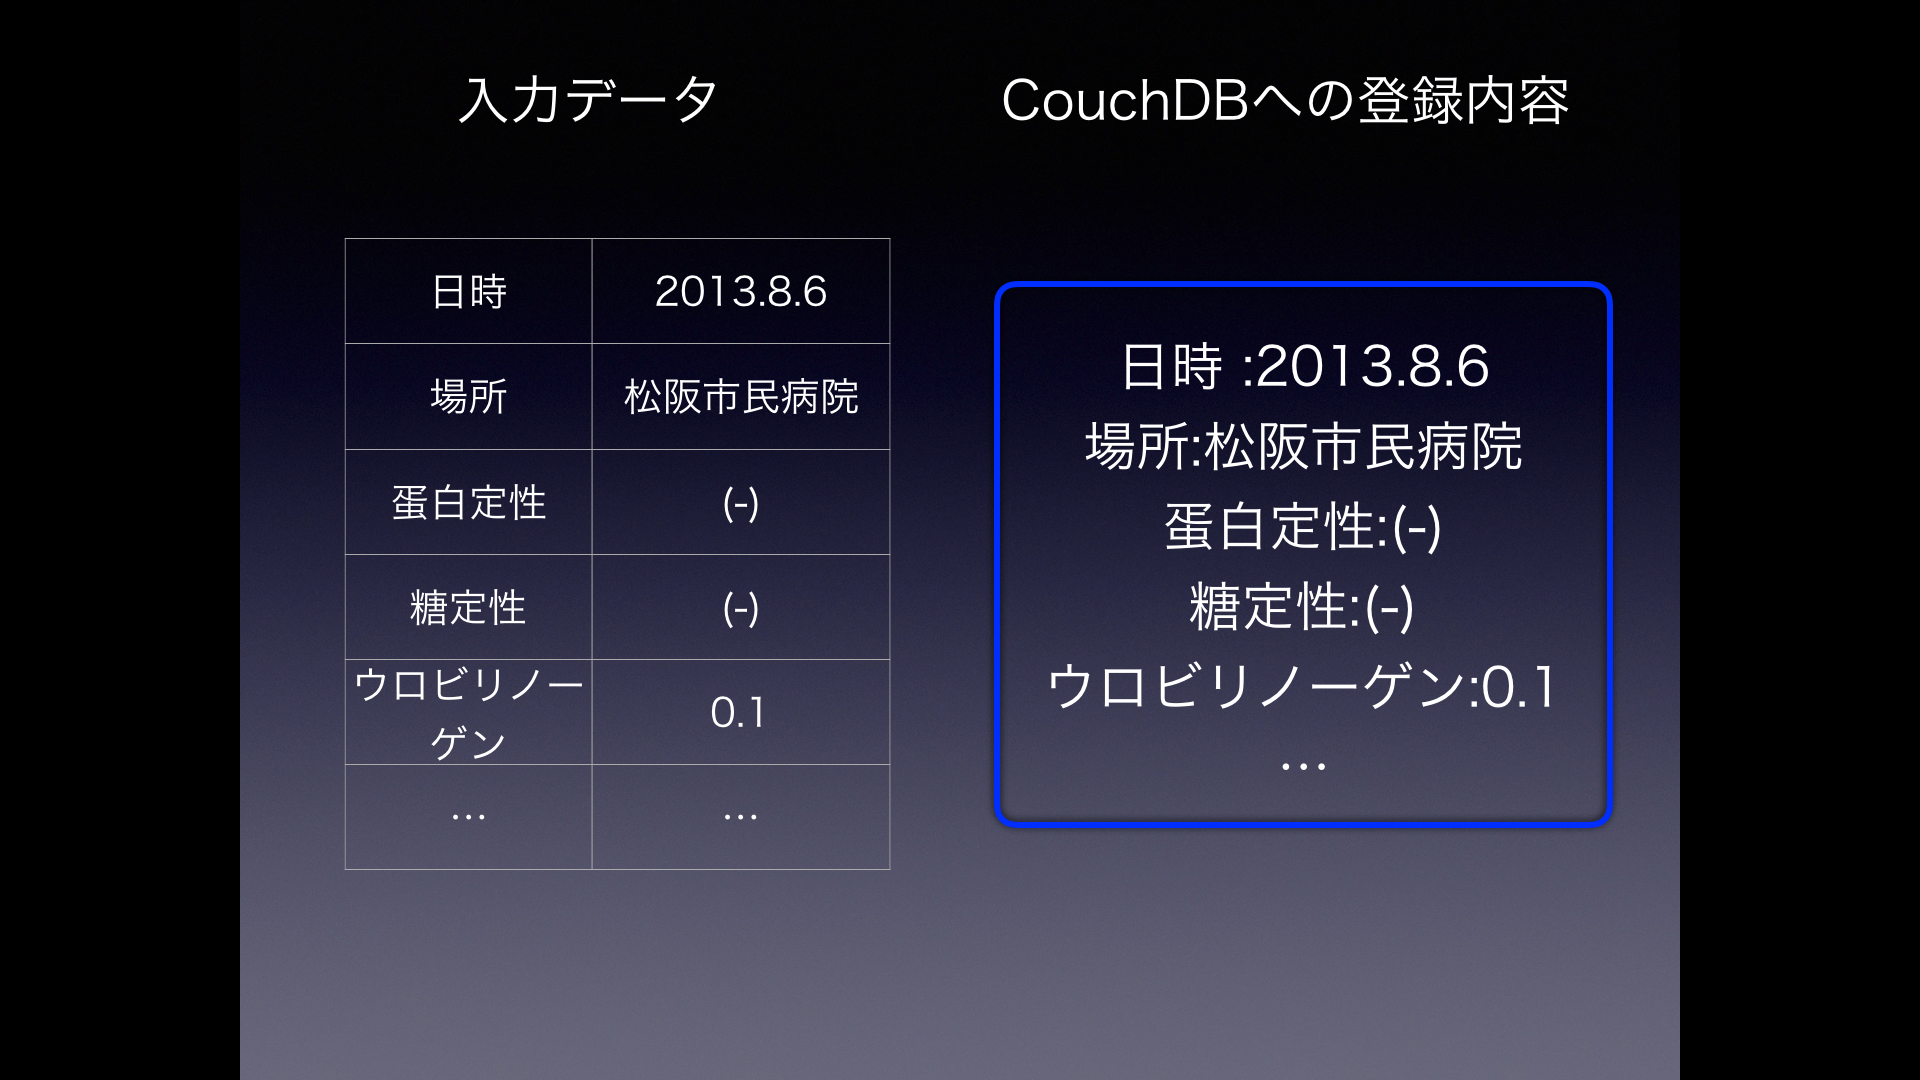 入力データ
CouchDBへの登録内容
日時 2013.8.6
場所 松阪市民病院
蛋白定性 (-)
糖定性 (-)
ウロビリノー
ゲン
0.1
… …
日時 :2013.8.6
場所:松阪市民病院
蛋白定性:(-)
糖定性:(-)
ウロビリノーゲン:0.1
…